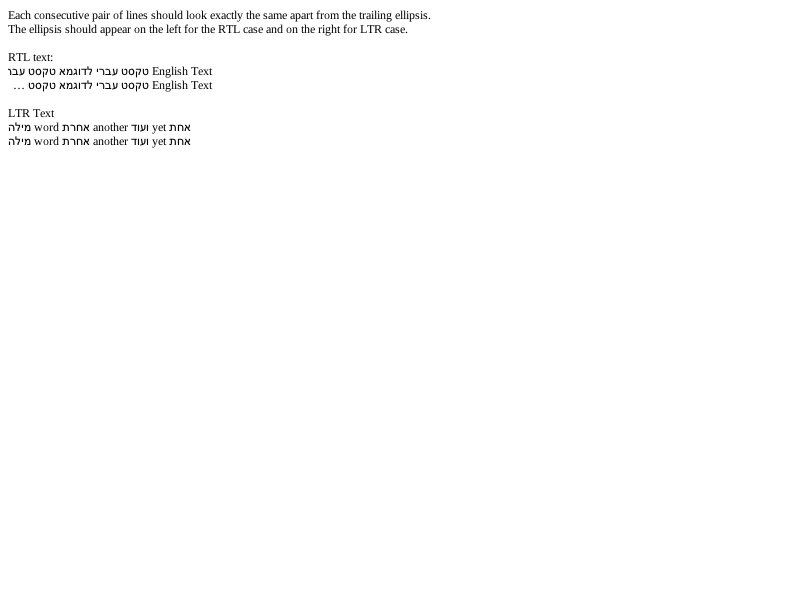 Each consecutive pair of lines should look exactly the same apart from the trailing ellipsis.
The ellipsis should appear on the left for the RTL case and on the right for LTR case.
RTL text:
English Text טקסט עברי לדוגמא טקסט עבר
English Text טקסט עברי לדוגמא טקסט …
LTR Text
מילה word אחרת another ועוד yet אחת
מילה word אחרת another ועוד yet אחת